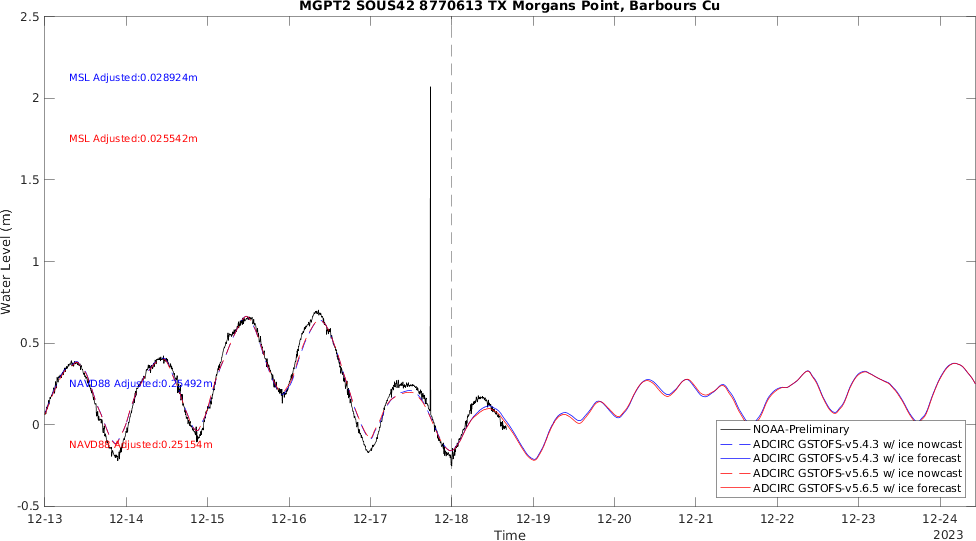 MGPT2 SOUS42 8770613 TX Morgans Point, Barbours Cu
2.5
MSL Adjusted:0.028924m
2
MSL Adjusted:0.025542m
1.5
Water Level (m)
1
0.5
NAVD88 Adjusted:0.25492m
0
NAVD88 Adjusted:0.25154m
NOAA-Preliminary
ADCIRC GSTOFS-v5.4.3 w/ ice nowcast
ADCIRC GSTOFS-v5.4.3 w/ ice forecast
ADCIRC GSTOFS-v5.6.5 w/ ice nowcast
ADCIRC GSTOFS-v5.6.5 w/ ice forecast
-0.5
12-13 12-14 12-15 12-16 12-17 12-18 12-19 12-20 12-21 12-22 12-23 12-24
Time
2023